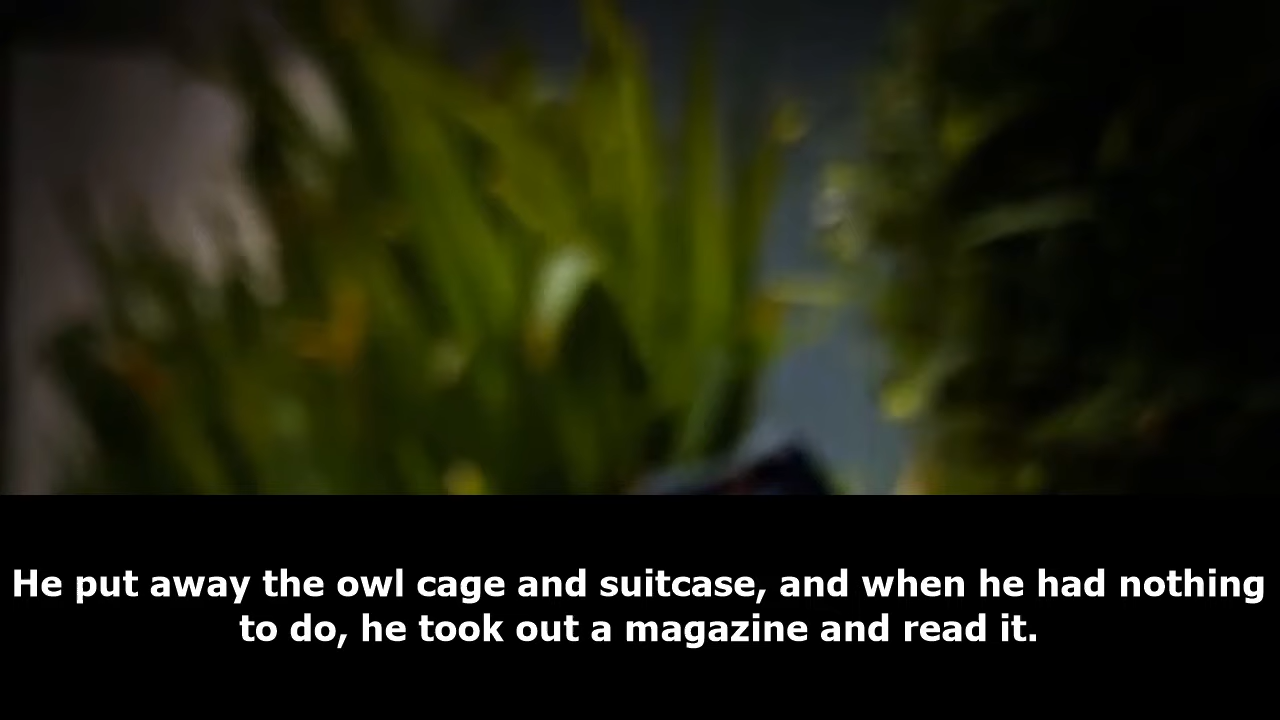 He put away the owl cage and suitcase, and when he had nothing
to do, he took out a magazine and read it.